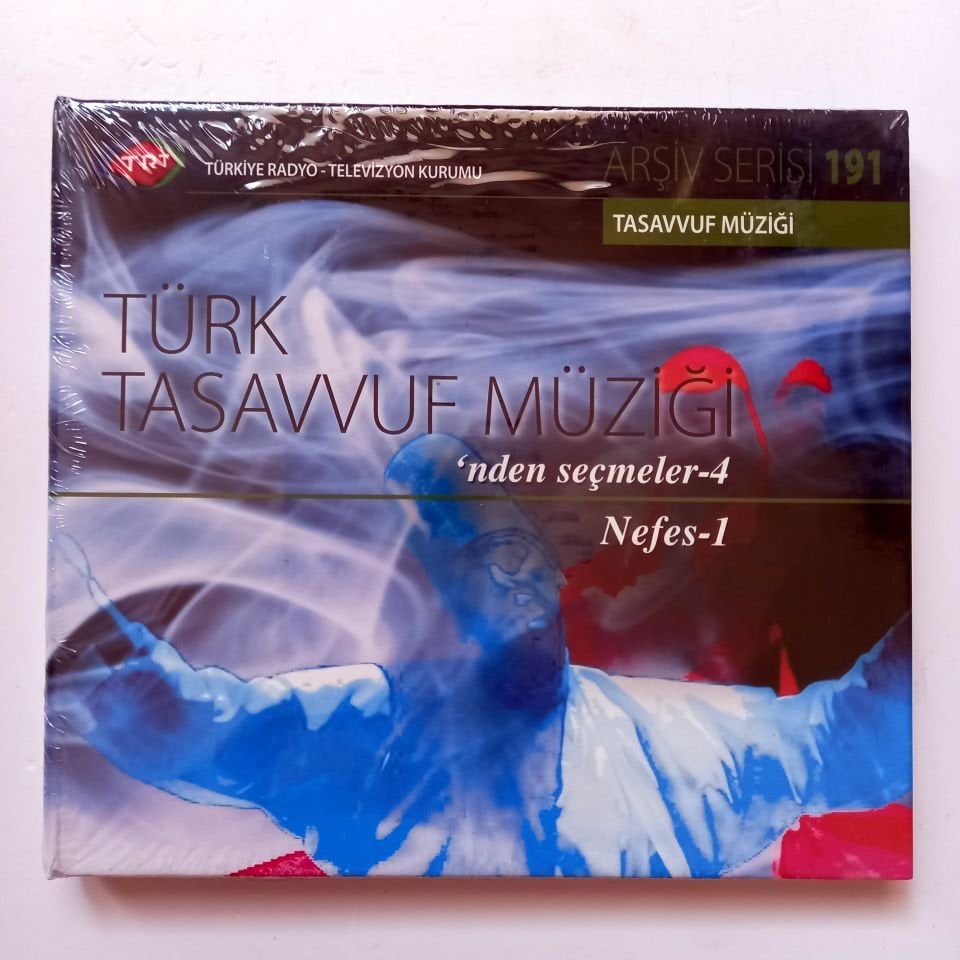 TRT
TÜRKİYE RADYO - TELEVİZYON KURUMU
ARŞİV SERİSİ 191
TASAVVUF MÜZİĞİ
TÜRK
TASAVVUF MÜZİĞİ
‘nden seçmeler-4
Nefes-1